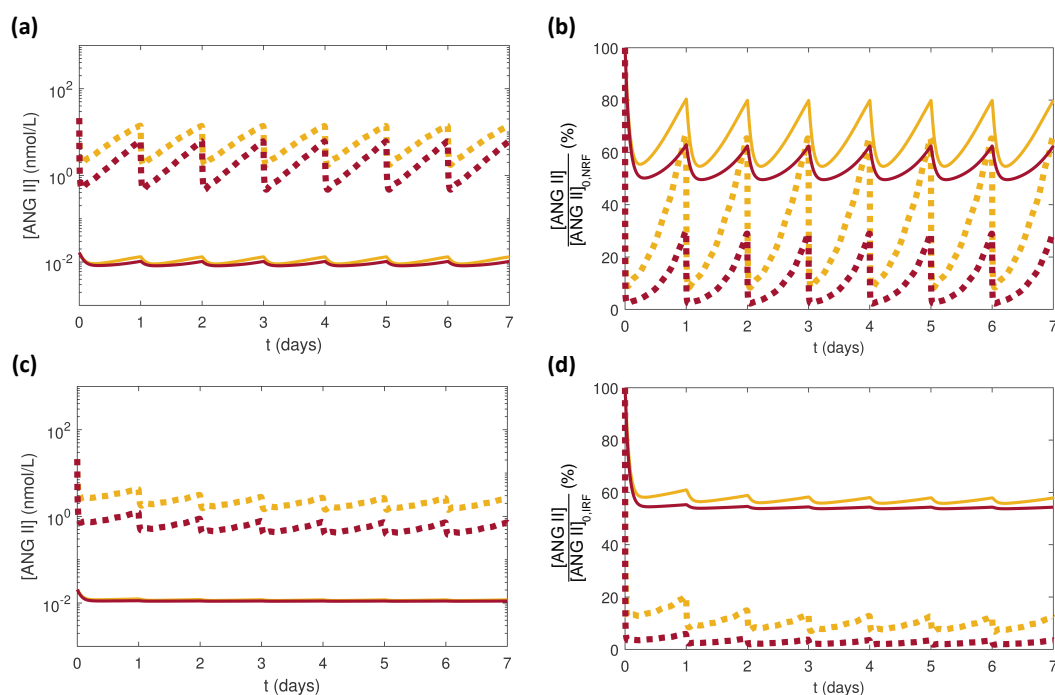 (a)
[ANG II] (nmol/L)
10^2
10^0
10^-2
0 1 2 3 4 5 6 7
t (days)
(b)
[ANG II]
[ANG II]0,NRF
(%)
100
80
60
40
20
0
0 1 2 3 4 5 6 7
t (days)
(c)
[ANG II] (nmol/L)
10^2
10^0
10^-2
0 1 2 3 4 5 6 7
t (days)
(d)
[ANG II]
[ANG II]0,IRF
(%)
100
80
60
40
20
0
0 1 2 3 4 5 6 7
t (days)